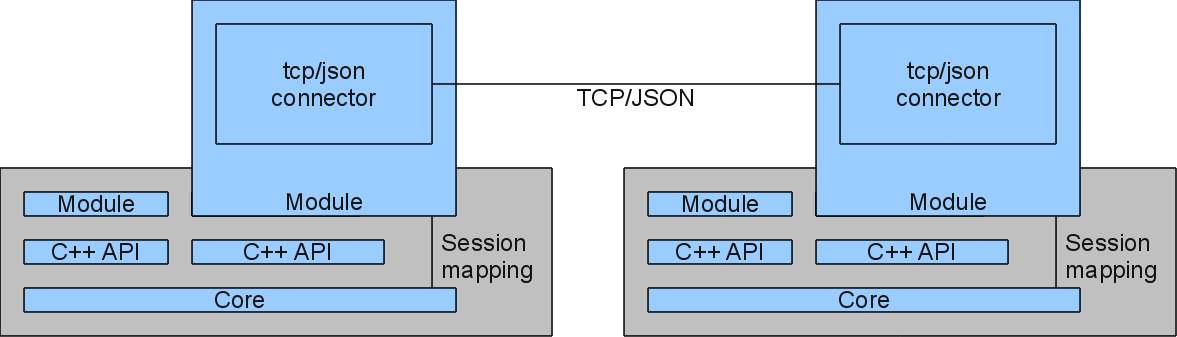 tcp/json
connector
tcp/json
connector
TCP/JSON
Module
Module
Session
mapping
C++ API
C++ API
Core
Module
Module
Session
mapping
C++ API
C++ API
Core